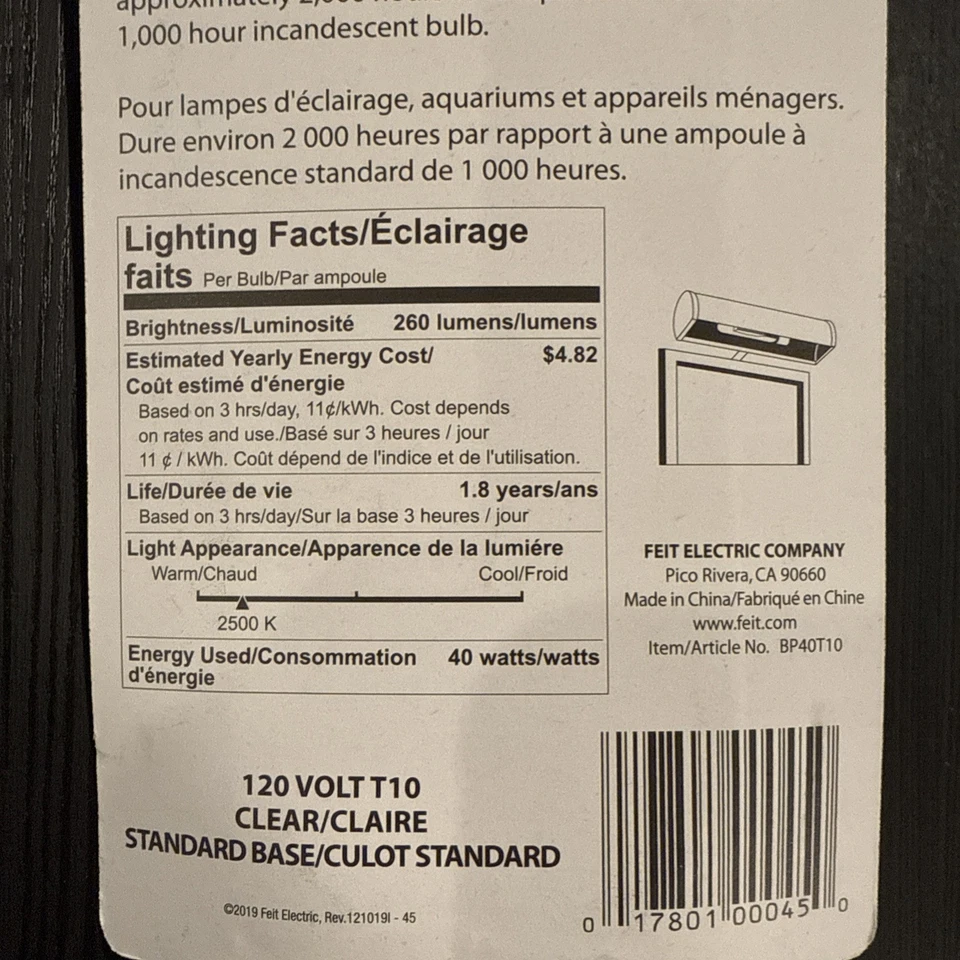 approximately
1,000 hour incandescent bulb.
Pour lampes d'éclairage, aquariums et appareils ménagers.
Dure environ 2 000 heures par rapport à une ampoule à
incandescence standard de 1 000 heures.
Lighting Facts/Éclairage
faits Per Bulb/Par ampoule
Brightness/Luminosité 260 lumens/lumens
Estimated Yearly Energy Cost/ $4.82
Coût estimé d'énergie
Based on 3 hrs/day, 11¢/kWh. Cost depends
on rates and use./Basé sur 3 heures / jour
11 ¢ / kWh. Coût dépend de l'indice et de l'utilisation.
Life/Durée de vie 1.8 years/ans
Based on 3 hrs/day/Sur la base 3 heures / jour
Light Appearance/Apparence de la lumiére
Warm/Chaud Cool/Froid
2500 K
Energy Used/Consommation 40 watts/watts
d'énergie
FEIT ELECTRIC COMPANY
Pico Rivera, CA 90660
Made in China/Fabriqué en Chine
www.feit.com
Item/Article No. BP40T10
120 VOLT T10
CLEAR/CLAIRE
STANDARD BASE/CULOT STANDARD
©2019 Feit Electric, Rev.121019I - 45
0 17801 00045 0